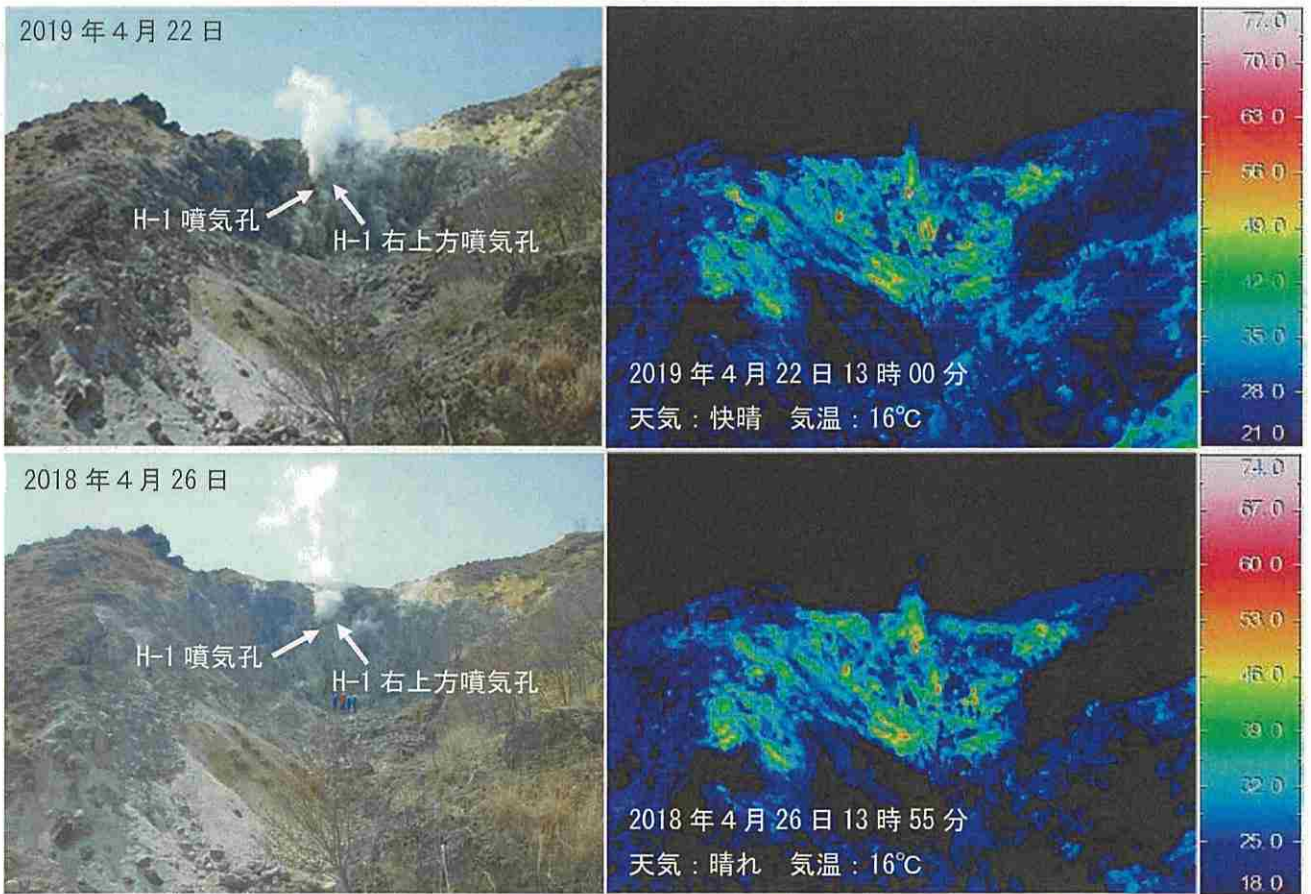 2019年4月22日
H-1噴気孔
H-1右上方噴気孔
2019年4月22日13時00分
天気：快晴　気温：16℃
77.0
70.0
63.0
56.0
49.0
42.0
35.0
28.0
21.0
2018年4月26日
H-1噴気孔
H-1右上方噴気孔
2018年4月26日13時55分
天気：晴れ　気温：16℃
74.0
67.0
60.0
53.0
46.0
39.0
32.0
25.0
18.0